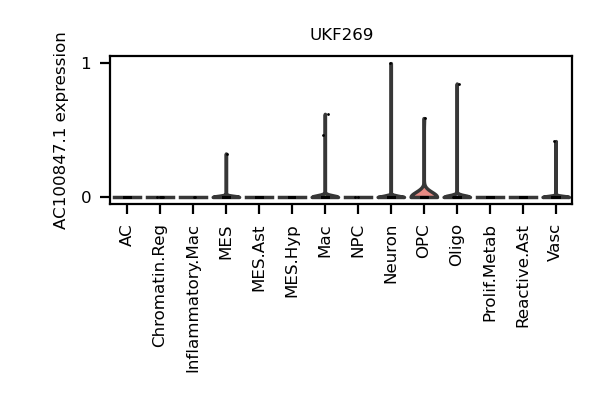 UKF269
AC100847.1 expression
1
0
AC
Chromatin.Reg
Inflammatory.Mac
MES
MES.Ast
MES.Hyp
Mac
NPC
Neuron
OPC
Oligo
Prolif.Metab
Reactive.Ast
Vasc